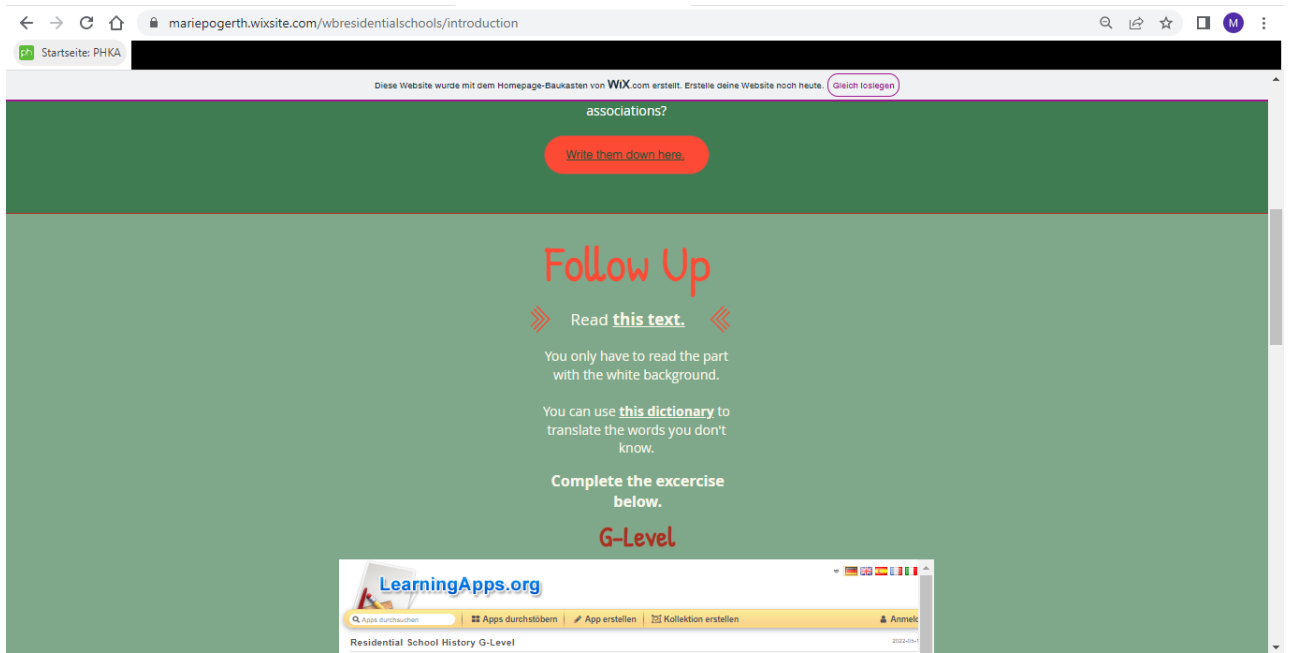 mariepogerth.wixsite.com/wbresidentialschools/introduction
M
ph Startseite: PHKA
Diese Website wurde mit dem Homepage-Baukasten von WiX.com erstellt. Erstelle deine Website noch heute. Gleich loslegen
associations?
Write them down here.
Follow Up
Read this text.
You only have to read the part
with the white background.
You can use this dictionary to
translate the words you don't
know.
Complete the excercise
below.
G-Level
LearningApps.org
Apps durchsuchen Apps durchstöbern App erstellen Kollektion erstellen Anmeld
Residential School History G-Level